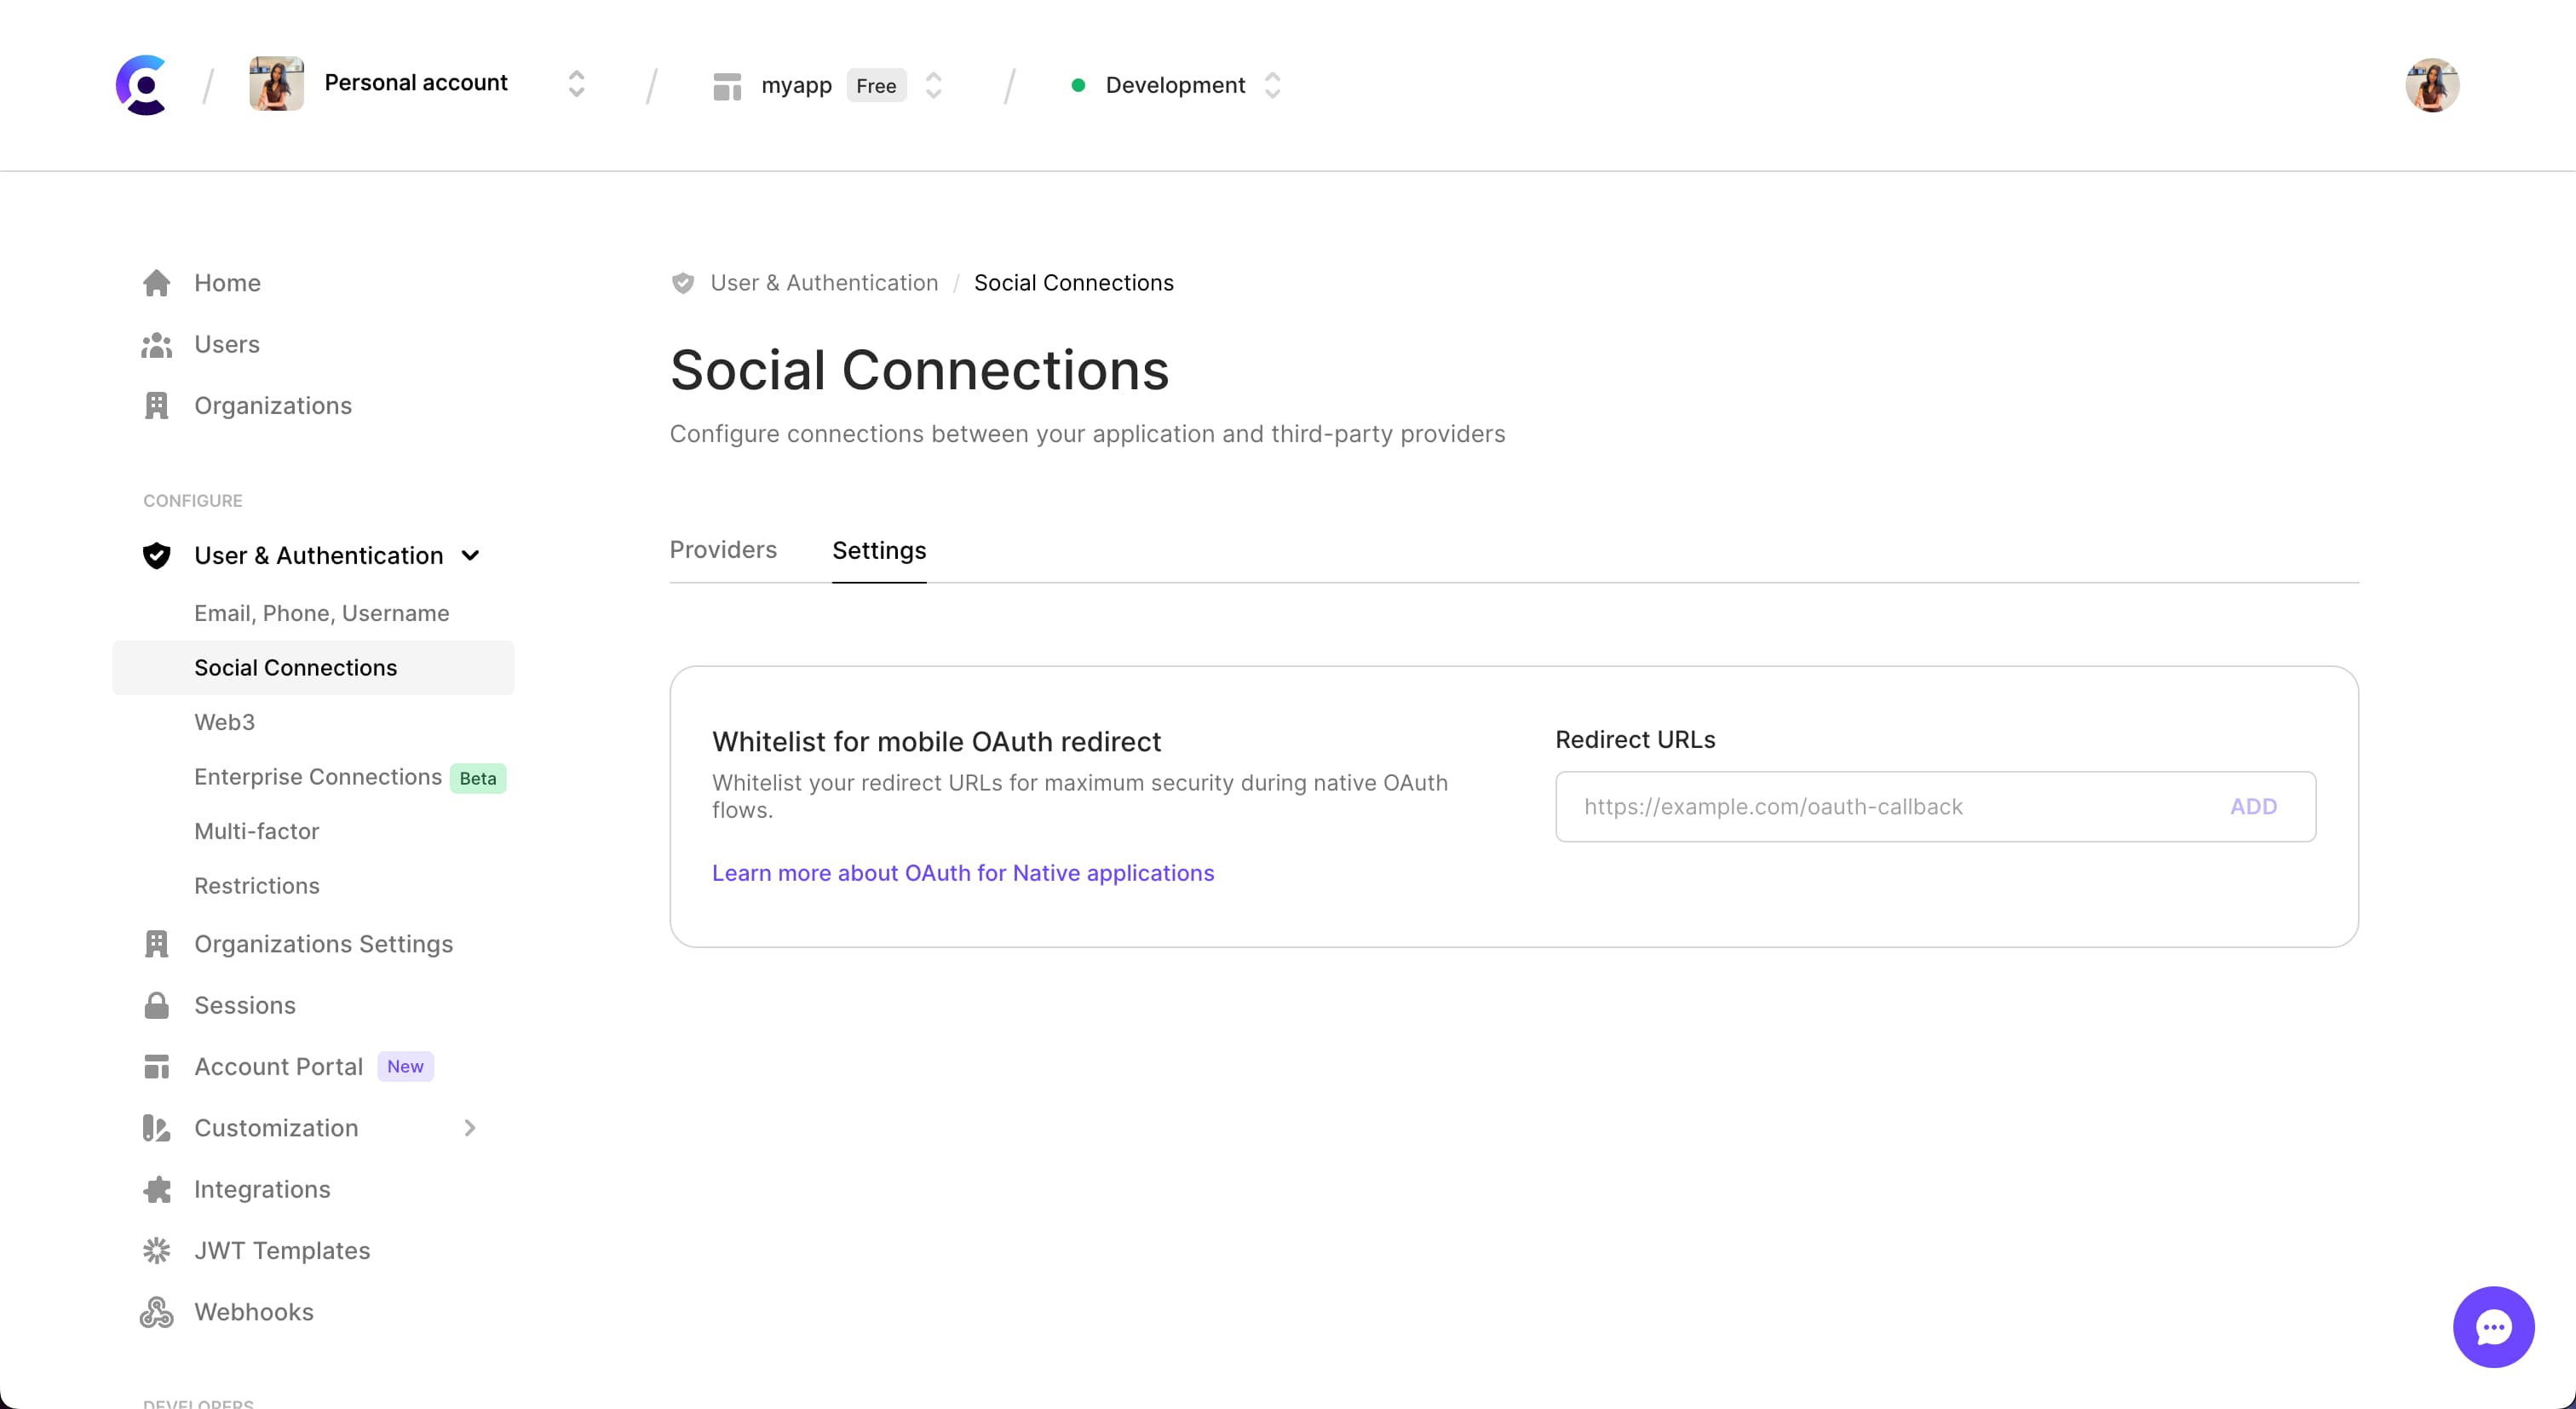 Personal account
myapp Free
Development
Home
Users
Organizations
CONFIGURE
User & Authentication
Email, Phone, Username
Social Connections
Web3
Enterprise Connections Beta
Multi-factor
Restrictions
Organizations Settings
Sessions
Account Portal New
Customization
Integrations
JWT Templates
Webhooks
DEVELOPERS
User & Authentication / Social Connections
Social Connections
Configure connections between your application and third-party providers
Providers Settings
Whitelist for mobile OAuth redirect
Whitelist your redirect URLs for maximum security during native OAuth
flows.
Learn more about OAuth for Native applications
Redirect URLs
https://example.com/oauth-callback ADD